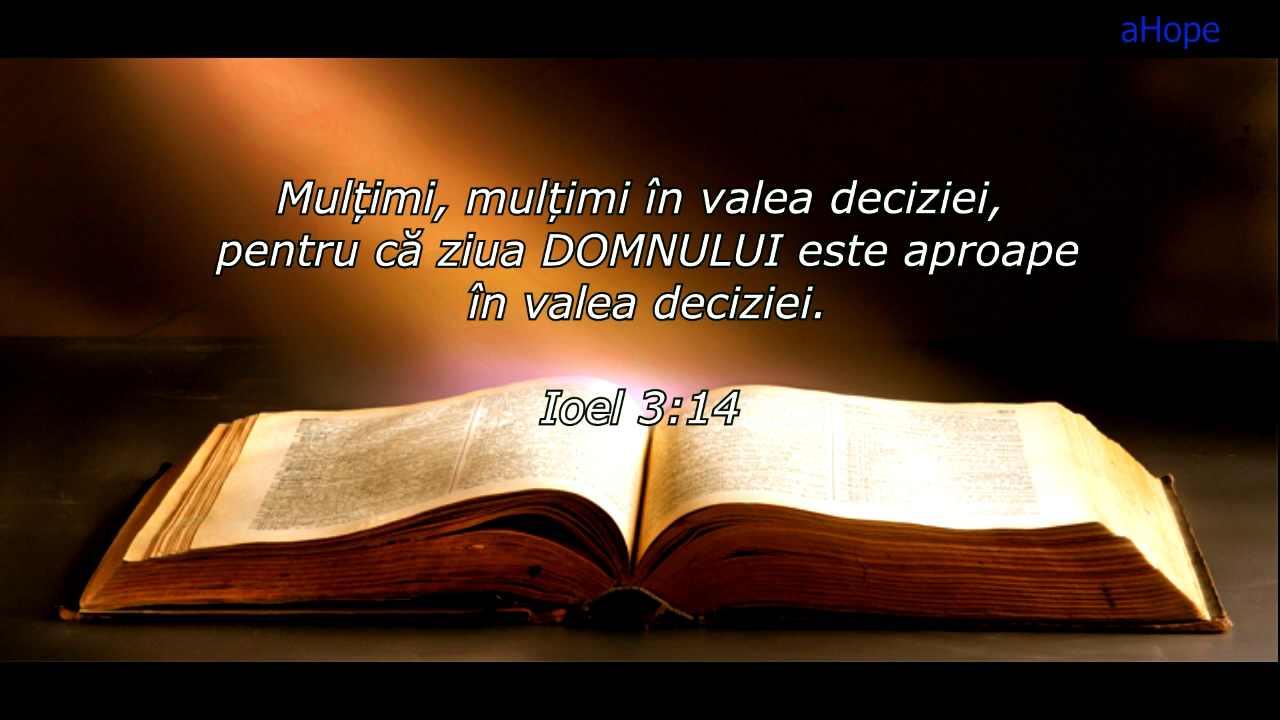 aHope
Mulțimi, mulțimi în valea deciziei,
pentru că ziua DOMNULUI este aproape
în valea deciziei.
Ioel 3:14